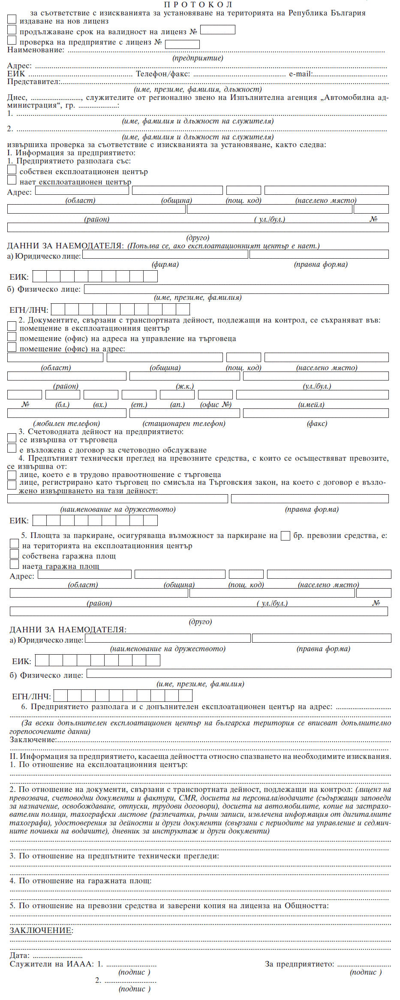 П Р О Т О К О Л
за съответствие с изискванията за установяване на територията на Република България
издаване на нов лиценз
продължаване срок на валидност на лиценз №
проверка на предприятие с лиценз №
Наименование: ..........................................................................
(предприятие)
Адрес: ..........................................................................
ЕИК .................................. Телефон/факс: .................................. e-mail:..................................
Представител:..........................................................................
(име, презиме, фамилия, длъжност)
Днес, .........................., служителите от регионално звено на Изпълнителна агенция „Автомобилна ад-
министрация“, гр. .....................:
1. ..........................................................................
(име, фамилия и длъжност на служителя)
2. ..........................................................................
(име, фамилия и длъжност на служителя)
извършиха проверка за съответствие с изискванията за установяване, както следва:
I. Информация за предприятието:
1. Предприятието разполага със:
собствен експлоатационен център
нает експлоатационен център
Адрес:
(област) (община) (пощ. код) (населено място)
(район) ( ул./бул.) №
(друго)
ДАННИ ЗА НАЕМОДАТЕЛЯ: (Попълва се, ако експлоатационният център е нает.)
а) Юридическо лице:
(фирма) (правна форма)
ЕИК:
б) Физическо лице:
(име, презиме, фамилия)
ЕГН/ЛНЧ:
2. Документите, свързани с транспортната дейност, подлежащи на контрол, се съхраняват във:
помещение в експлоатационния център
помещение (офис) на адреса на управление на търговеца
помещение (офис) на адрес:
(област) (община) (пощ. код) (населено място)
(район) (ж.к.) (ул./бул.)
№ (бл.) (вх.) (ет.) (ап.) (офис №) (имейл)
(мобилен телефон) (стационарен телефон) (факс)
3. Счетоводната дейност на предприятието:
се извършва от търговеца
е възложена с договор за счетоводно обслужване
4. Предпътният технически преглед на превозните средства, с които се осъществяват превозите,
се извършва от:
лице, което е в трудово правоотношение с търговеца
лице, регистрирано като търговец по смисъла на Търговския закон, на което с договор е възло-
жено извършването на тази дейност:
(наименование на дружеството) (правна форма)
ЕИК:
5. Площта за паркиране, осигуряваща възможност за паркиране на бр. превозни средства, е:
на територията на експлоатационния център
собствена гаражна площ
наета гаражна площ
Адрес:
(област) (община) (пощ. код) (населено място)
(район) ( ул./бул.) №
(друго)
ДАННИ ЗА НАЕМОДАТЕЛЯ:
а) Юридическо лице:
(наименование на дружеството) (правна форма)
ЕИК:
б) Физическо лице:
(име, презиме, фамилия)
ЕГН/ЛНЧ:
6. Предприятието разполага и с допълнителен експлоатационен център на адрес: .............................
..........................................................................
(За всеки допълнителен експлоатационен център на българска територия се вписват допълнително
горепосочените данни)
Заключение:..........................................................................
..........................................................................
II. Информация за предприятието, касаеща дейността относно спазването на необходимите изисквания.
1. По отношение на експлоатационния център:
..........................................................................
..........................................................................
2. По отношение на документи, свързани с транспортната дейност, подлежащи на контрол: (лиценз на
превозвача, счетоводни документи и фактури, CMR, досиета на персонала/водачите (съдържащи заповеди
за назначение, освобождаване, отпуски, трудови договори), досиета на автомобилите, копие на застрахо-
вателни полици, тахографски листове (разпечатки, ръчни записи, извлечена информация от дигиталните
тахографи), удостоверения за дейности и други документи (свързани с периодите на управление и седмич-
ните почивки на водачите), дневник за инструктаж и други документи)
..........................................................................
..........................................................................
3. По отношение на предпътните технически прегледи:
..........................................................................
..........................................................................
4. По отношение на гаражната площ:
..........................................................................
..........................................................................
5. По отношение на превозни средства и заверени копия на лиценза на Общността:
..........................................................................
..........................................................................
ЗАКЛЮЧЕНИЕ:
..........................................................................
..........................................................................
Дата: ..........................
Служители на ИААА: 1. .......................... За предприятието: ............................
(подпис ) (подпис )
2. ...........................
(подпис )